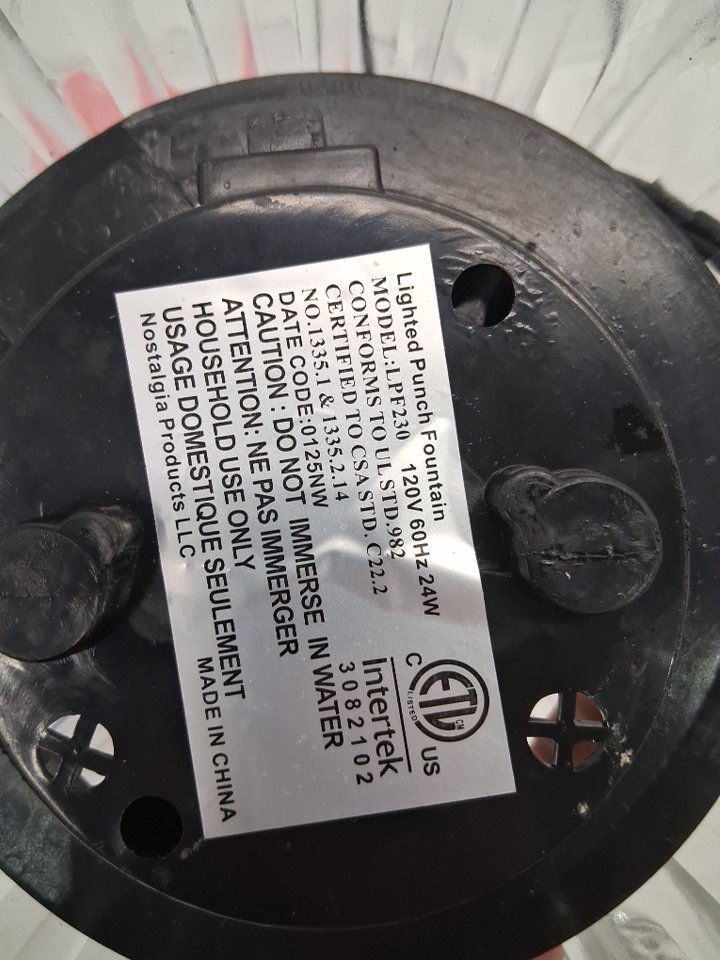 Lighted Punch Fountain
MODEL:LPF230 120V 60Hz 24W
CONFORMS TO UL STD.982
CERTIFIED TO CSA STD. C22.2
NO.1335.1 & 1335.2.14
DATE CODE:0125NW
CAUTION : DO NOT IMMERSE IN WATER
ATTENTION: NE PAS IMMERGER
HOUSEHOLD USE ONLY
USAGE DOMESTIQUE SEULEMENT
Nostalgia Products LLC MADE IN CHINA
C ETL CM LISTED US
Intertek
3082102